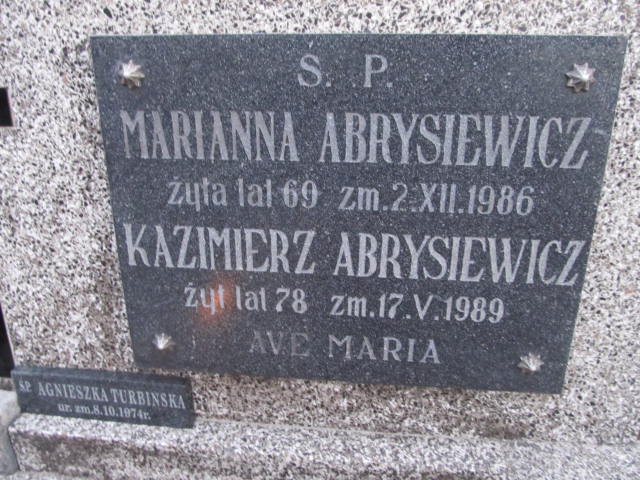 S. P.
MARIANNA ABRYSIEWICZ
żyła lat 69 zm.2.XII.1986
KAZIMIERZ ABRYSIEWICZ
żył lat 78 zm.17.V.1989
AVE MARIA
Ś.P. AGNIESZKA TURBIŃSKA
ur. zm.8.10.1974r.